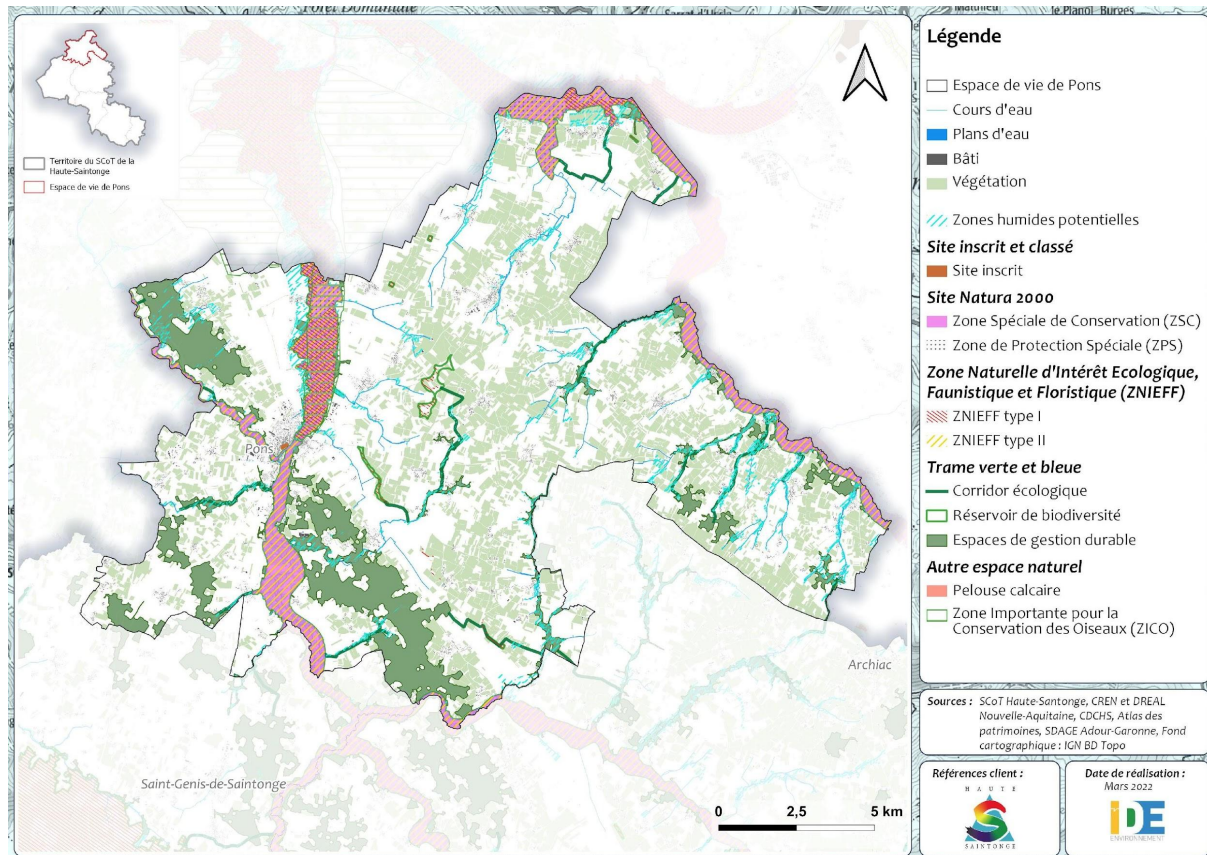 Forêt Domaniale
le Planol Burges
Territoire du SCoT de la
Haute-Saintonge
Espace de vie de Pons
Pons
Archiac
Saint-Genis-de-Saintonge
0 2,5 5 km
Légende
Espace de vie de Pons
Cours d'eau
Plans d'eau
Bâti
Végétation
Zones humides potentielles
Site inscrit et classé
Site inscrit
Site Natura 2000
Zone Spéciale de Conservation (ZSC)
Zone de Protection Spéciale (ZPS)
Zone Naturelle d'Intérêt Ecologique,
Faunistique et Floristique (ZNIEFF)
ZNIEFF type I
ZNIEFF type II
Trame verte et bleue
Corridor écologique
Réservoir de biodiversité
Espaces de gestion durable
Autre espace naturel
Pelouse calcaire
Zone Importante pour la
Conservation des Oiseaux (ZICO)
Sources : SCoT Haute-Santonge, CREN et DREAL
Nouvelle-Aquitaine, CDCHS, Atlas des
patrimoines, SDAGE Adour-Garonne, Fond
cartographique : IGN BD Topo
Références client :
HAUTE
SAINTONGE
Date de réalisation :
Mars 2022
iDE
ENVIRONNEMENT